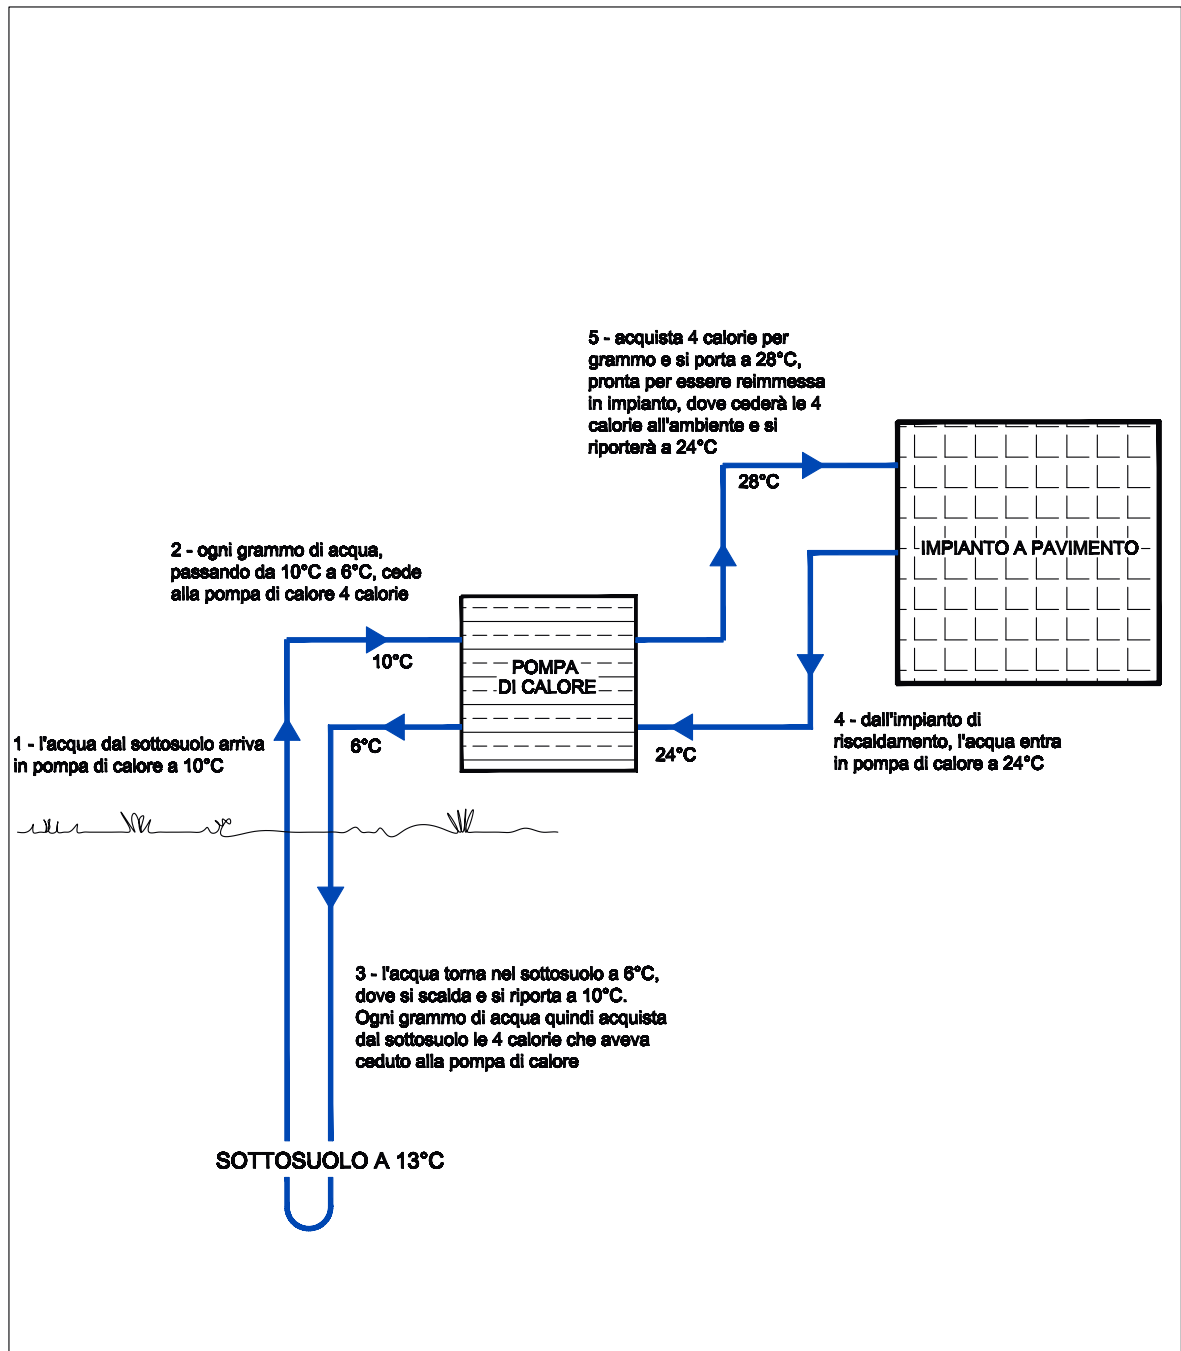 5 - acquista 4 calorie per
grammo e si porta a 28°C,
pronta per essere reimmessa
in impianto, dove cederà le 4
calorie all'ambiente e si
riporterà a 24°C
28°C
IMPIANTO A PAVIMENTO
2 - ogni grammo di acqua,
passando da 10°C a 6°C, cede
alla pompa di calore 4 calorie
10°C
POMPA
DI CALORE
1 - l'acqua dal sottosuolo arriva
in pompa di calore a 10°C
6°C
24°C
4 - dall'impianto di
riscaldamento, l'acqua entra
in pompa di calore a 24°C
3 - l'acqua torna nel sottosuolo a 6°C,
dove si scalda e si riporta a 10°C.
Ogni grammo di acqua quindi acquista
dal sottosuolo le 4 calorie che aveva
ceduto alla pompa di calore
SOTTOSUOLO A 13°C